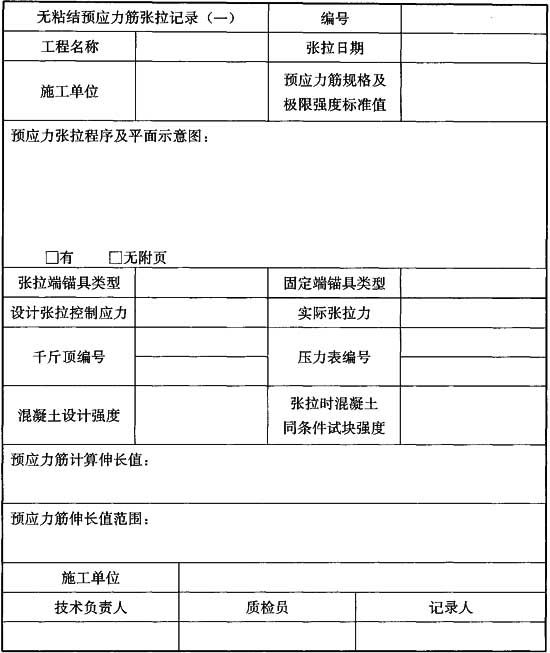 无粘结预应力筋张拉记录（一）
编号
工程名称
张拉日期
施工单位
预应力筋规格及
极限强度标准值
预应力张拉程序及平面示意图：
□有 □无附页
张拉端锚具类型
固定端锚具类型
设计张拉控制应力
实际张拉力
千斤顶编号
压力表编号
混凝土设计强度
张拉时混凝土
同条件试块强度
预应力筋计算伸长值：
预应力筋伸长值范围：
施工单位
技术负责人
质检员
记录人